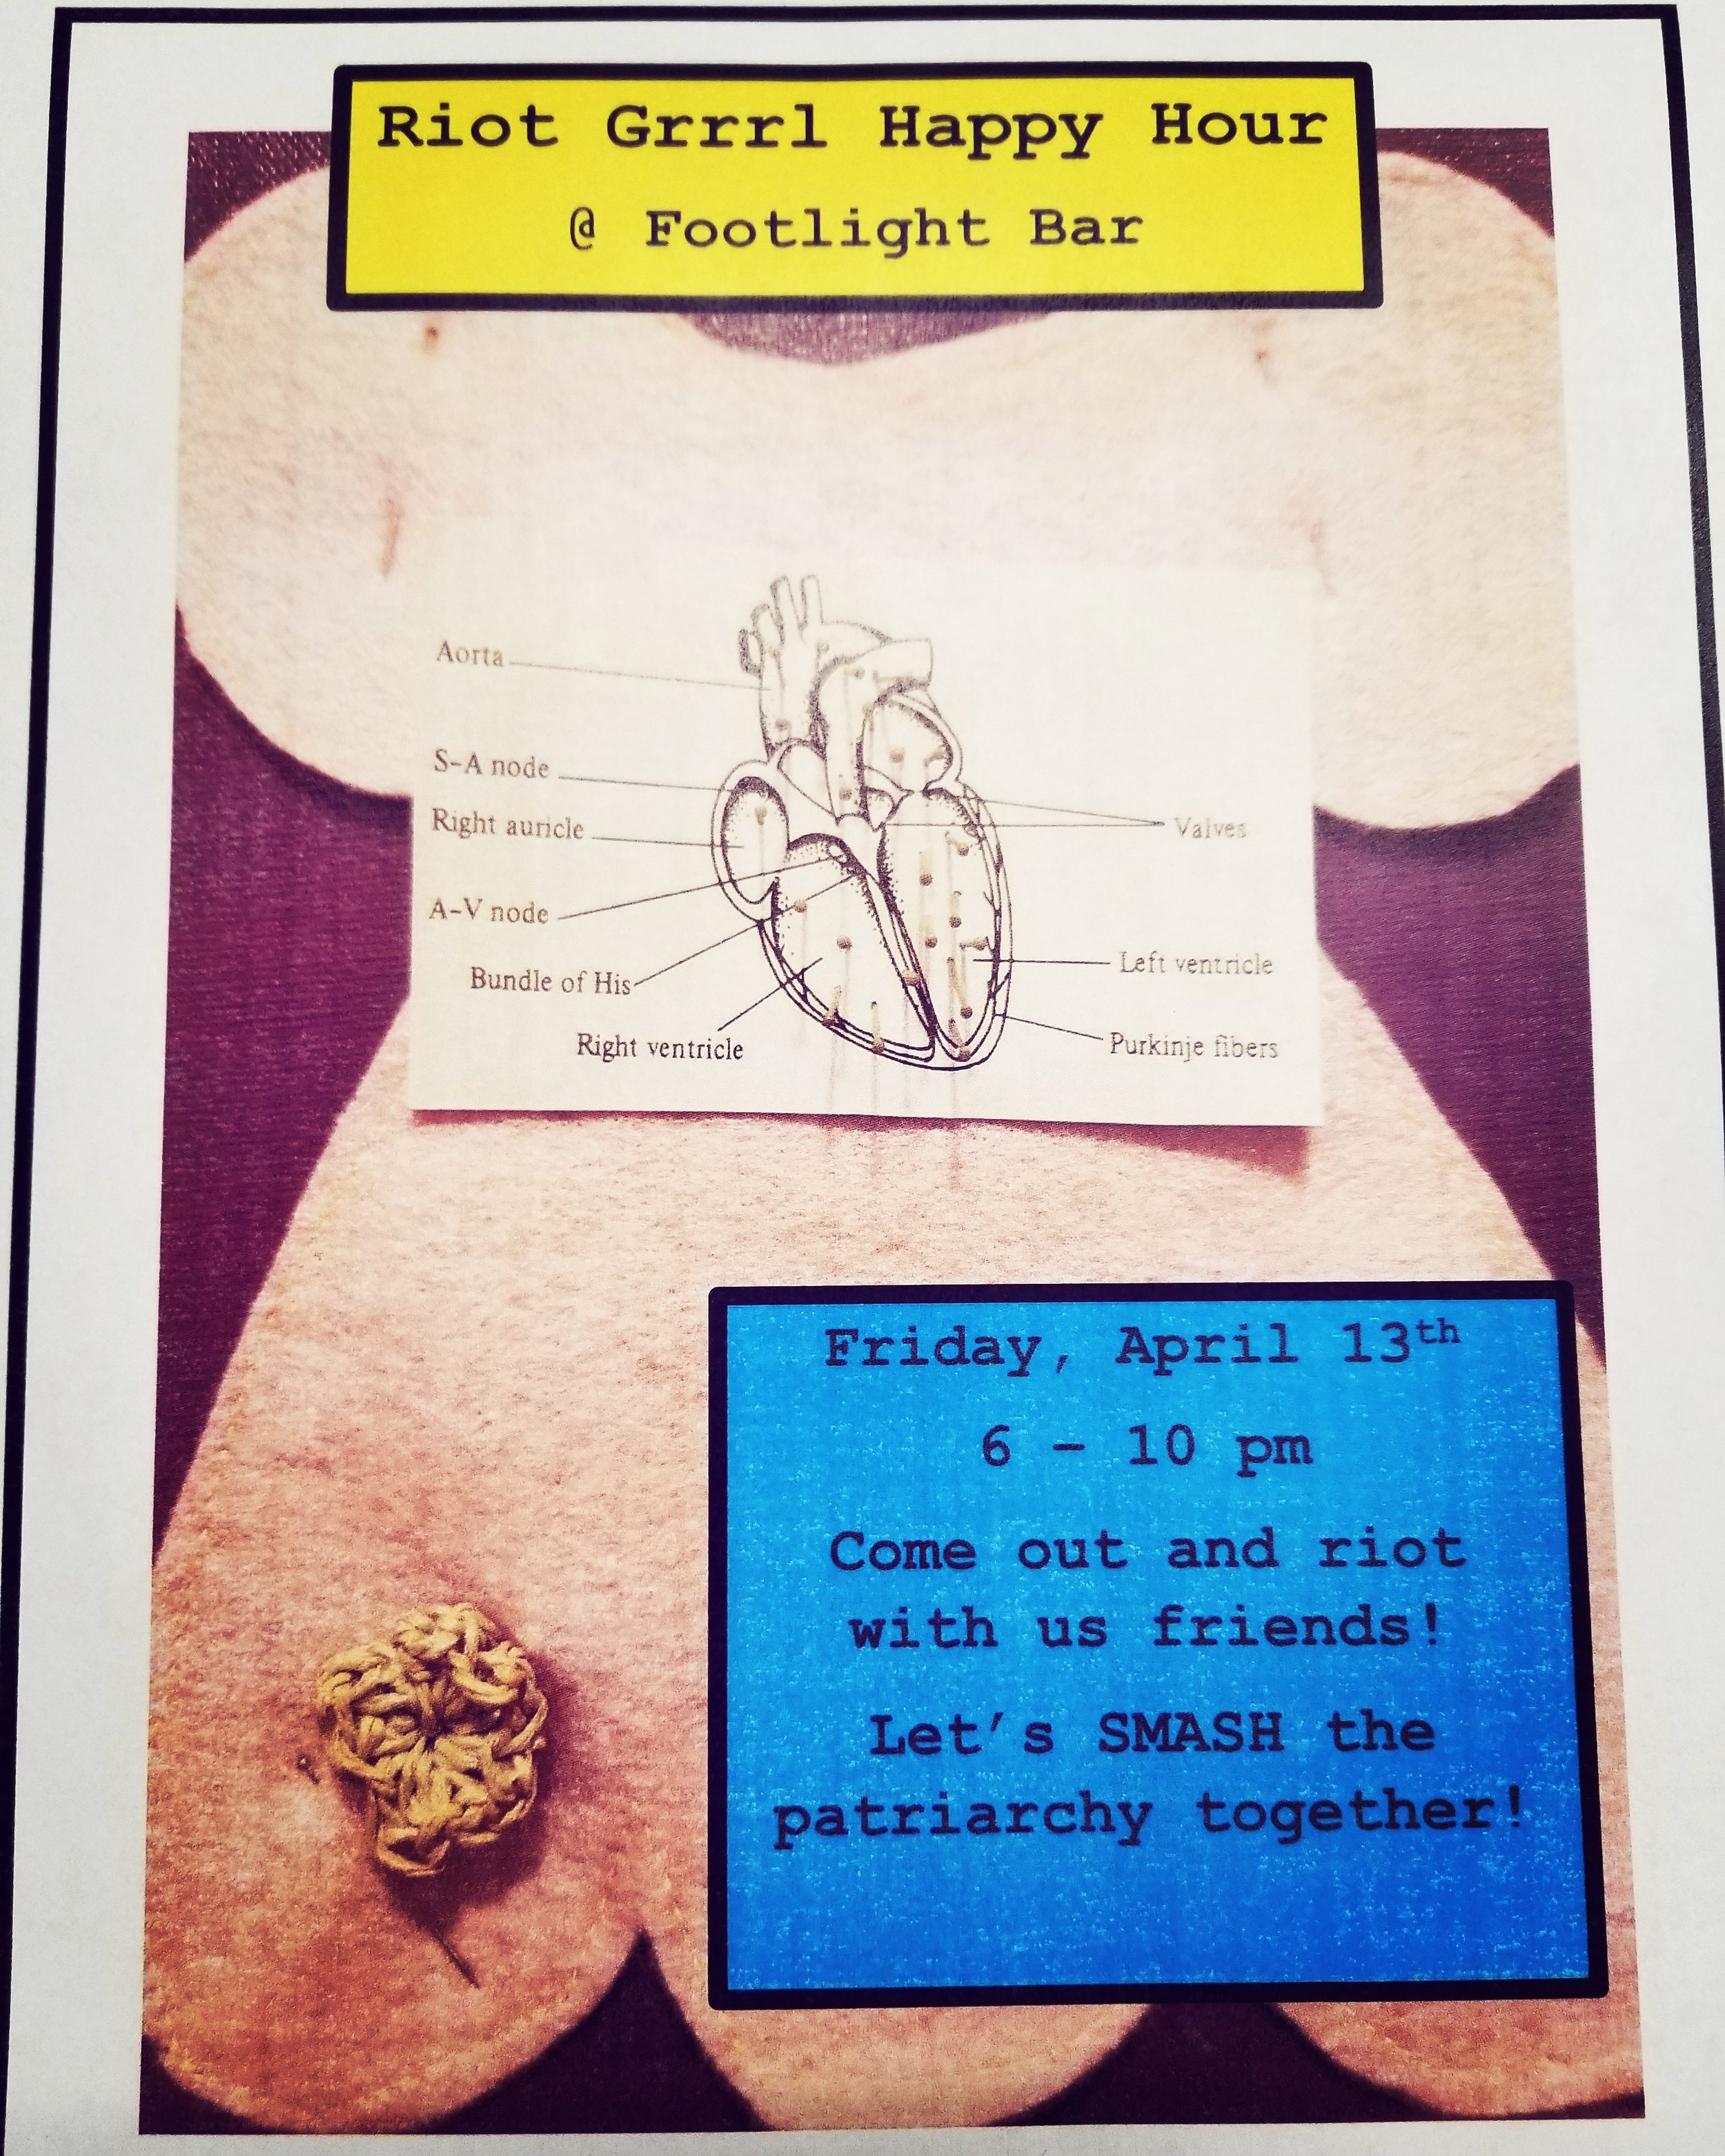 Riot Grrrl Happy Hour
@ Footlight Bar
Aorta
S-A node
Right auricle
A-V node
Bundle of His
Right ventricle
Valves
Left ventricle
Purkinje fibers
Friday, April 13th
6 – 10 pm
Come out and riot
with us friends!
Let's SMASH the
patriarchy together!